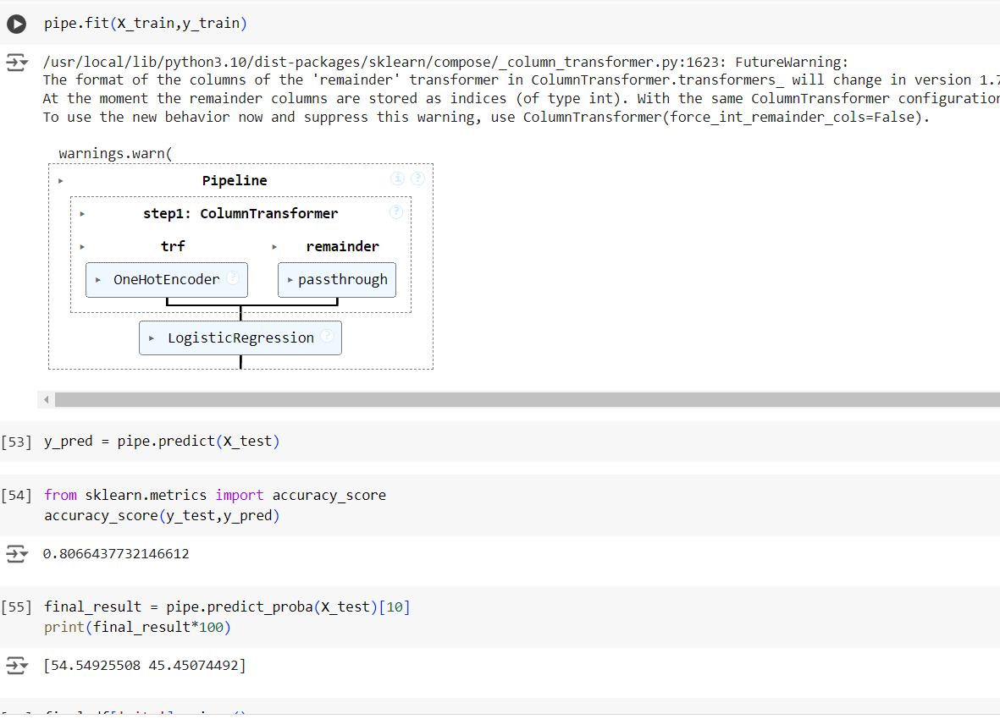 pipe.fit(X_train,y_train)
/usr/local/lib/python3.10/dist-packages/sklearn/compose/_column_transformer.py:1623: FutureWarning:
The format of the columns of the 'remainder' transformer in ColumnTransformer.transformers_ will change in version 1.7
At the moment the remainder columns are stored as indices (of type int). With the same ColumnTransformer configuration
To use the new behavior now and suppress this warning, use ColumnTransformer(force_int_remainder_cols=False).
warnings.warn(
Pipeline
step1: ColumnTransformer
trf remainder
OneHotEncoder passthrough
LogisticRegression
[53] y_pred = pipe.predict(X_test)
[54] from sklearn.metrics import accuracy_score
accuracy_score(y_test,y_pred)
0.8066437732146612
[55] final_result = pipe.predict_proba(X_test)[10]
print(final_result*100)
[54.54925508 45.45074492]